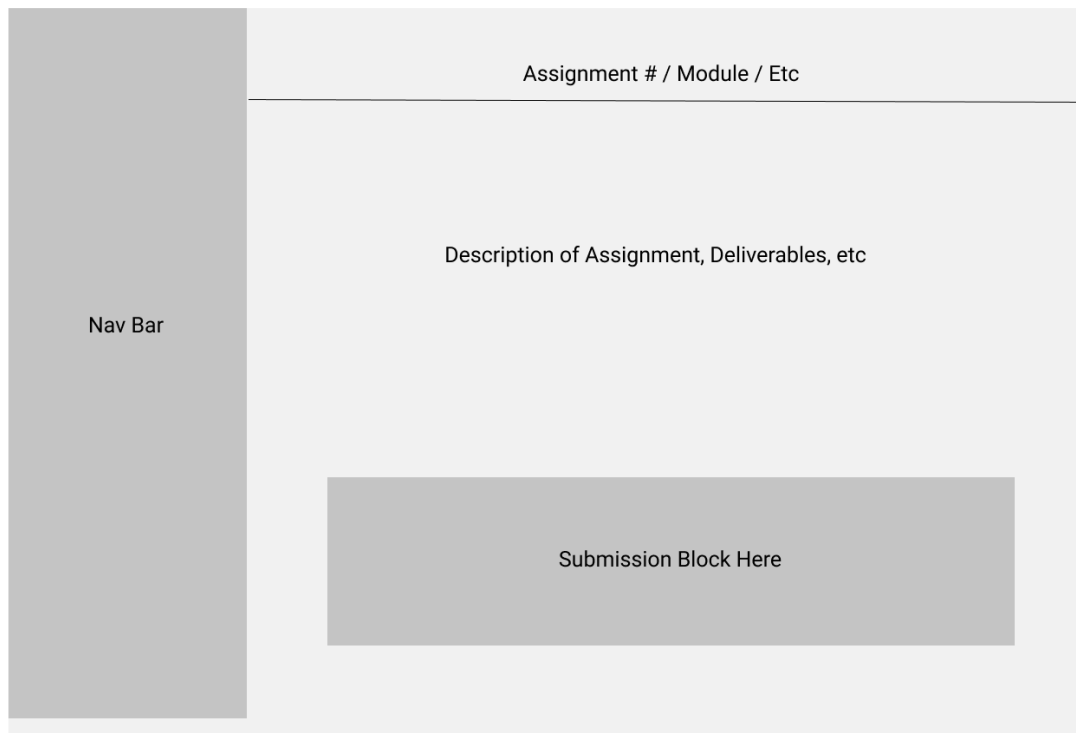 Assignment # / Module / Etc
Description of Assignment, Deliverables, etc
Nav Bar
Submission Block Here